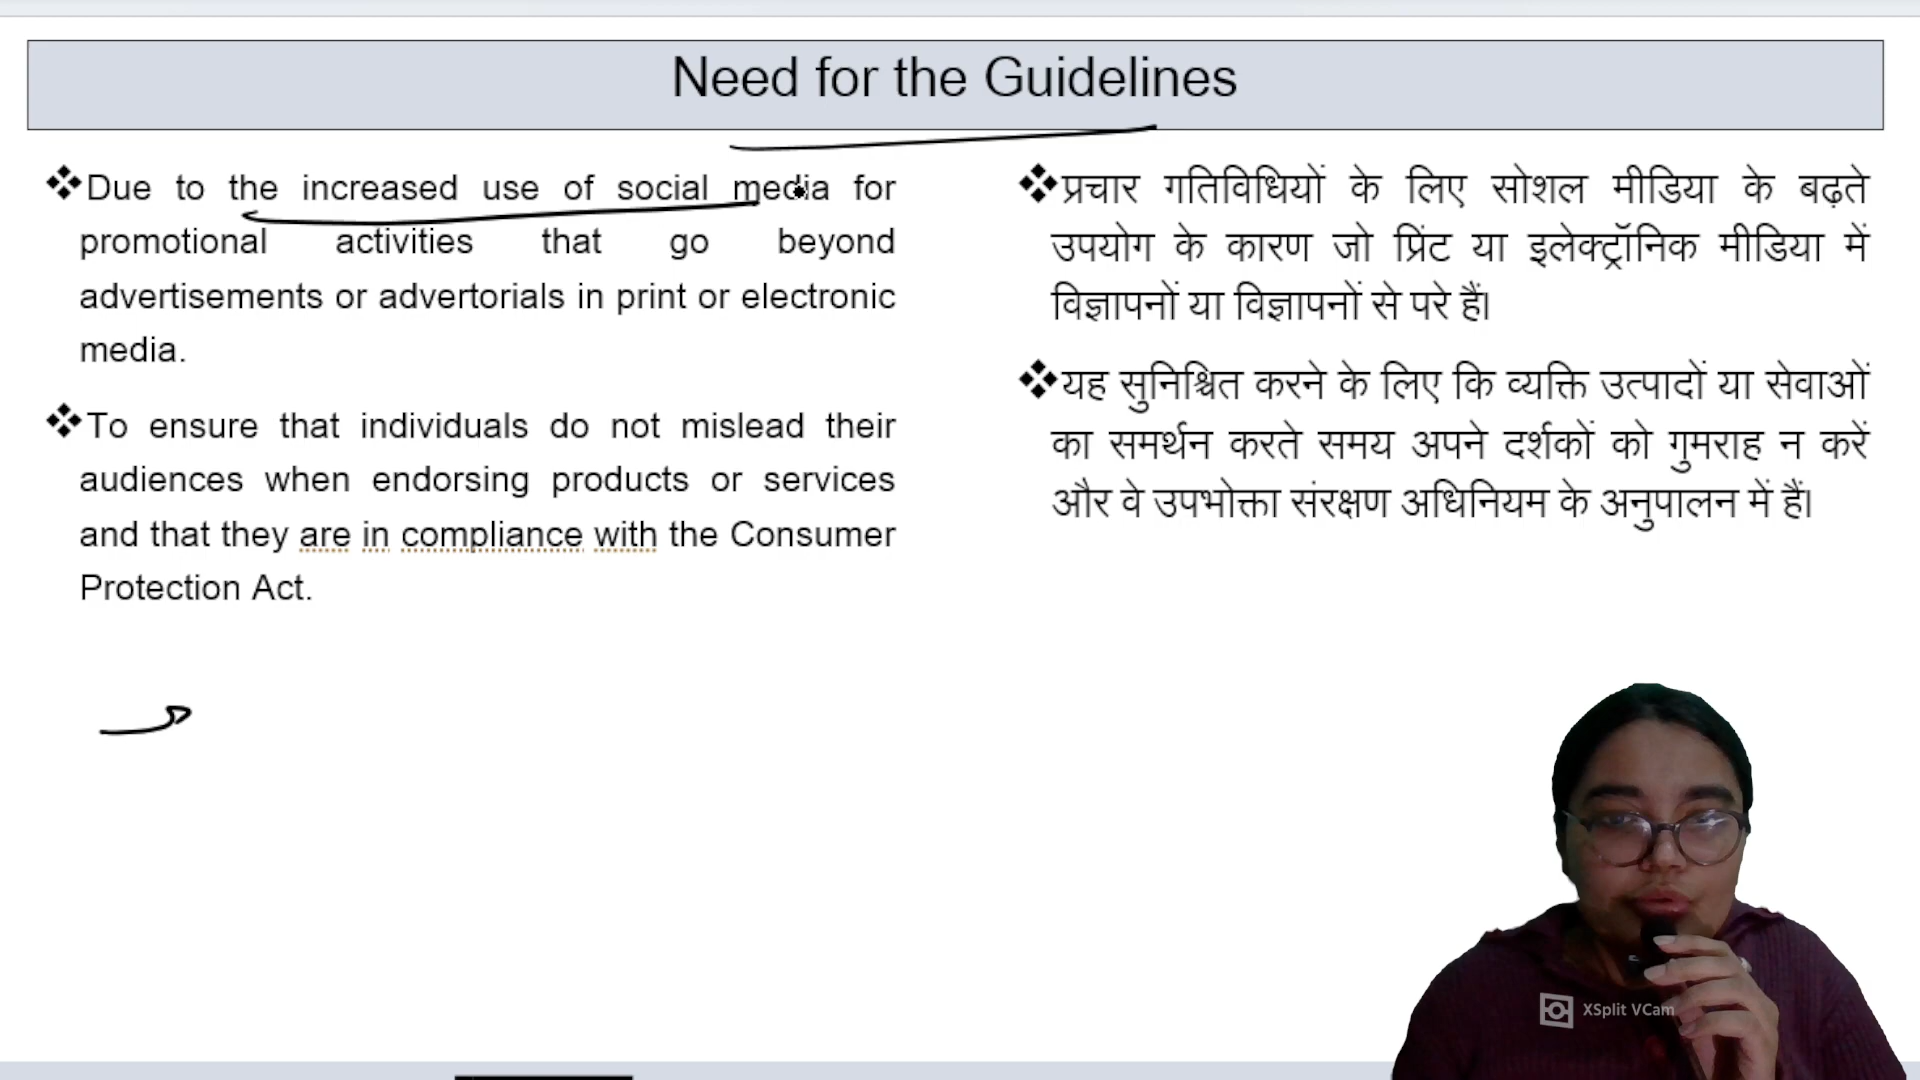 Need for the Guidelines
❖Due to the increased use of social media for
promotional activities that go beyond
advertisements or advertorials in print or electronic
media.
❖To ensure that individuals do not mislead their
audiences when endorsing products or services
and that they are in compliance with the Consumer
Protection Act.
❖प्रचार गतिविधियों के लिए सोशल मीडिया के बढ़ते
उपयोग के कारण जो प्रिंट या इलेक्ट्रॉनिक मीडिया में
विज्ञापनों या विज्ञापनों से परे हैं।
❖यह सुनिश्चित करने के लिए कि व्यक्ति उत्पादों या सेवाओं
का समर्थन करते समय अपने दर्शकों को गुमराह न करें
और वे उपभोक्ता संरक्षण अधिनियम के अनुपालन में हैं।
XSplit VCam